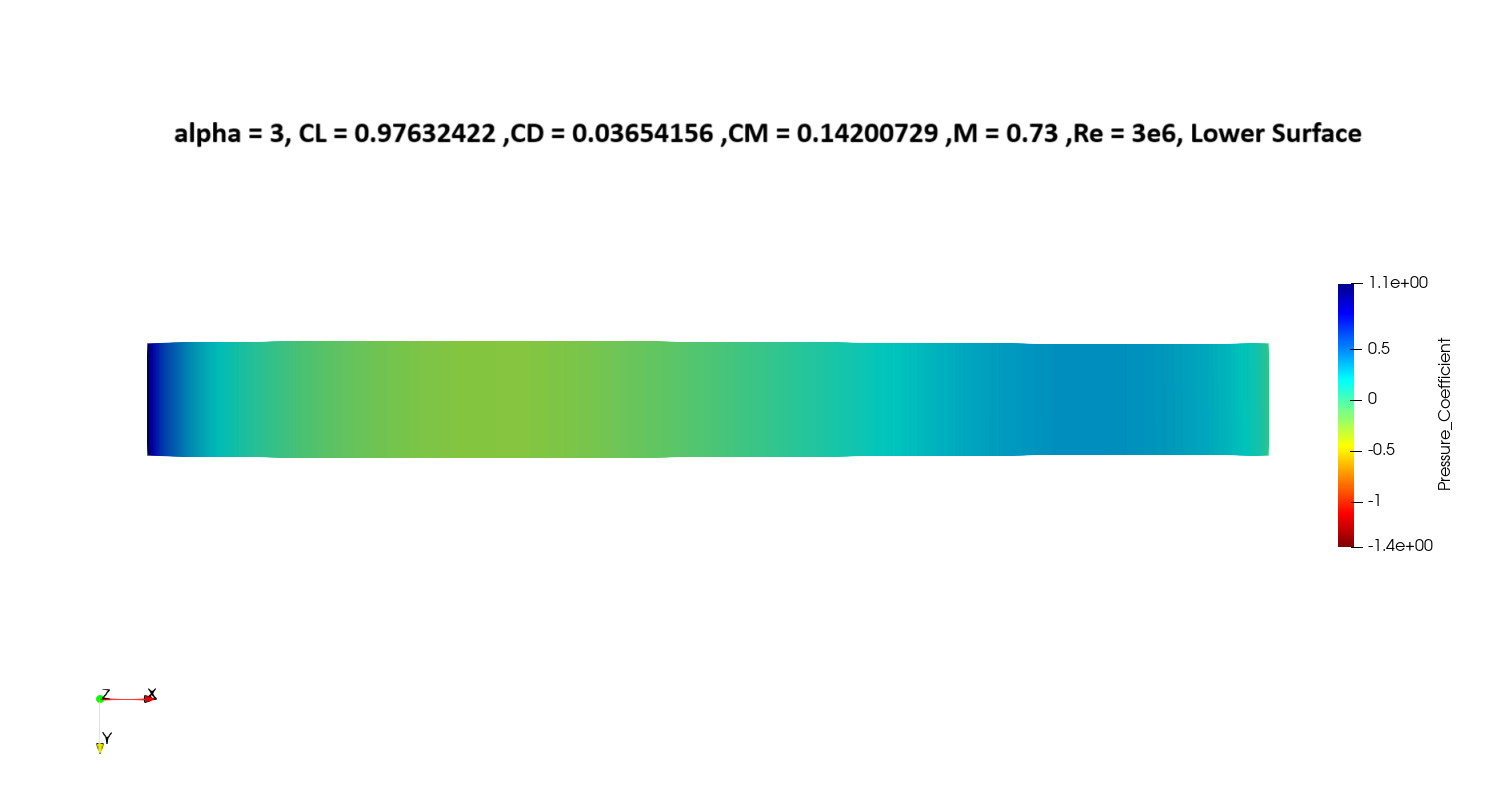 alpha = 3, CL = 0.97632422 ,CD = 0.03654156 ,CM = 0.14200729 ,M = 0.73 ,Re = 3e6, Lower Surface
1.1e+00
0.5
0
-0.5
-1
-1.4e+00
Pressure_Coefficient
Z
X
Y